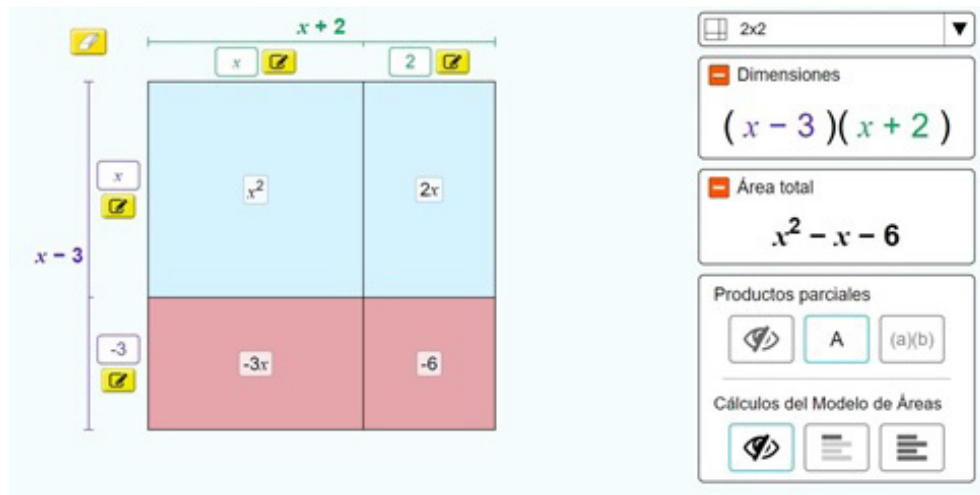 x + 2
x
2
x
x²
2x
x − 3
-3
-3x
-6
2x2
Dimensiones
( x − 3 )( x + 2 )
Área total
x² − x − 6
Productos parciales
A
(a)(b)
Cálculos del Modelo de Áreas